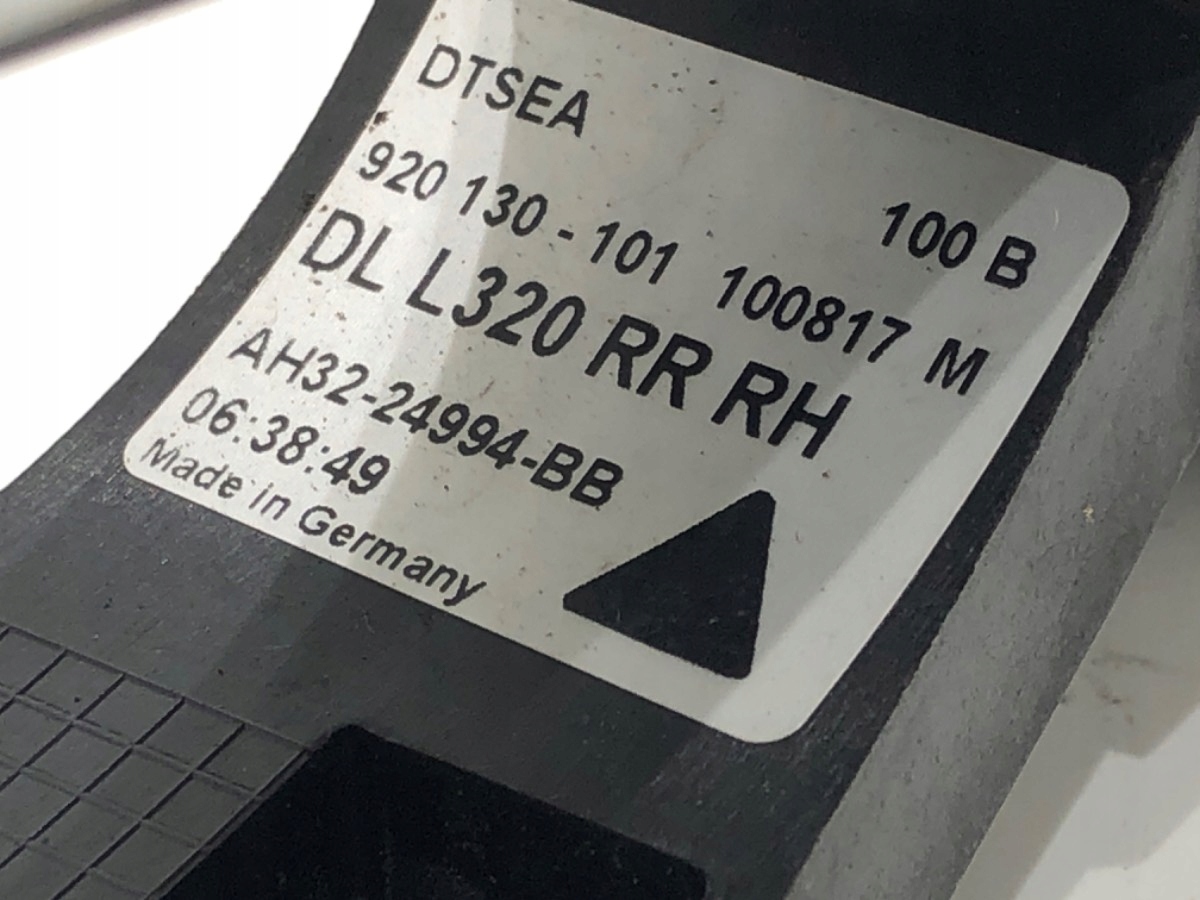 DTSEA
100 B
920 130 - 101 100817 M
DL L320 RR RH
AH32-24994-BB
06:38:49
Made in Germany